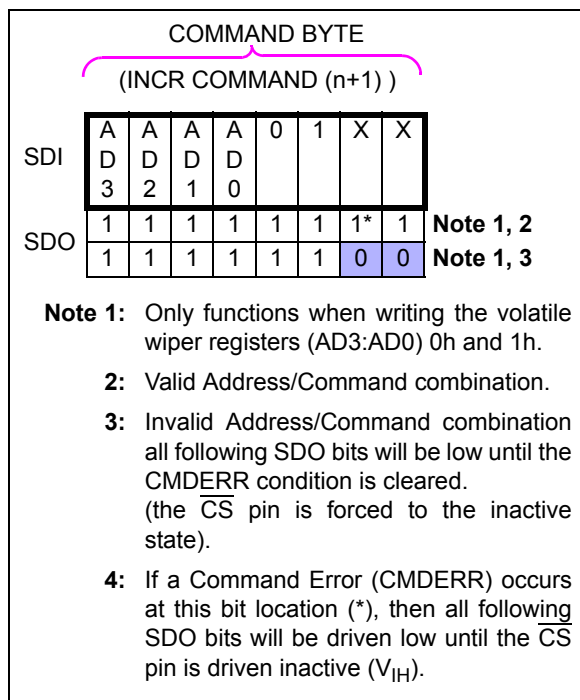 COMMAND BYTE
(INCR COMMAND (n+1) )
SDI
A A A A 0 1 X X
D D D D
3 2 1 0
SDO
1 1 1 1 1 1 1* 1 Note 1, 2
1 1 1 1 1 1 0 0 Note 1, 3
Note 1: Only functions when writing the volatile
wiper registers (AD3:AD0) 0h and 1h.
2: Valid Address/Command combination.
3: Invalid Address/Command combination
all following SDO bits will be low until the
CMDERR condition is cleared.
(the C̅S̅ pin is forced to the inactive
state).
4: If a Command Error (CMDERR) occurs
at this bit location (*), then all following
SDO bits will be driven low until the C̅S̅
pin is driven inactive (VIH).